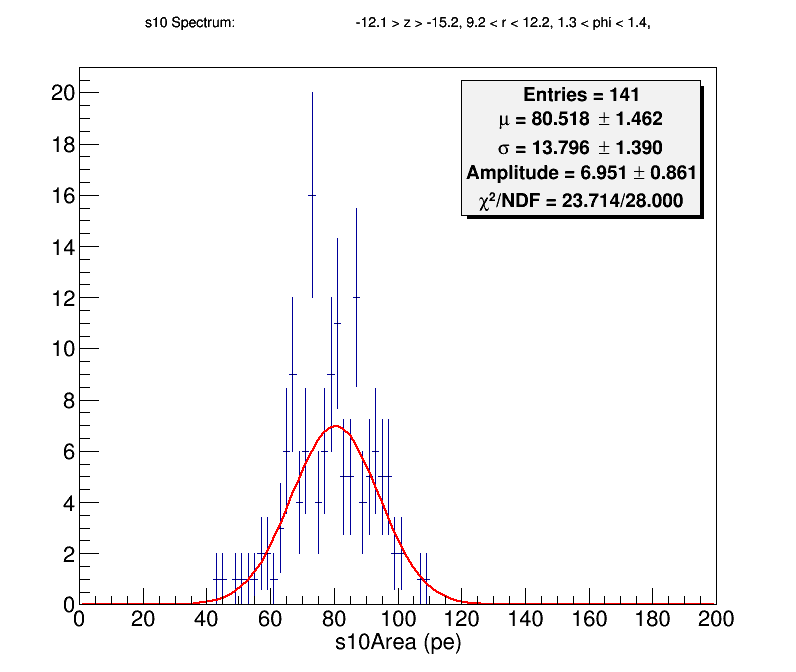 s10 Spectrum: -12.1 > z > -15.2, 9.2 < r < 12.2, 1.3 < phi < 1.4,
Entries = 141
μ = 80.518 ± 1.462
σ = 13.796 ± 1.390
Amplitude = 6.951 ± 0.861
χ²/NDF = 23.714/28.000
20
18
16
14
12
10
8
6
4
2
0
0 20 40 60 80 100 120 140 160 180 200
s10Area (pe)